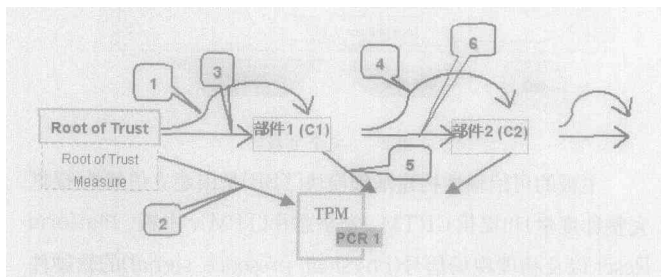 1
3
4
6
Root of Trust
部件1 (C1)
部件2 (C2)
Root of Trust
Measure
5
2
TPM
PCR 1